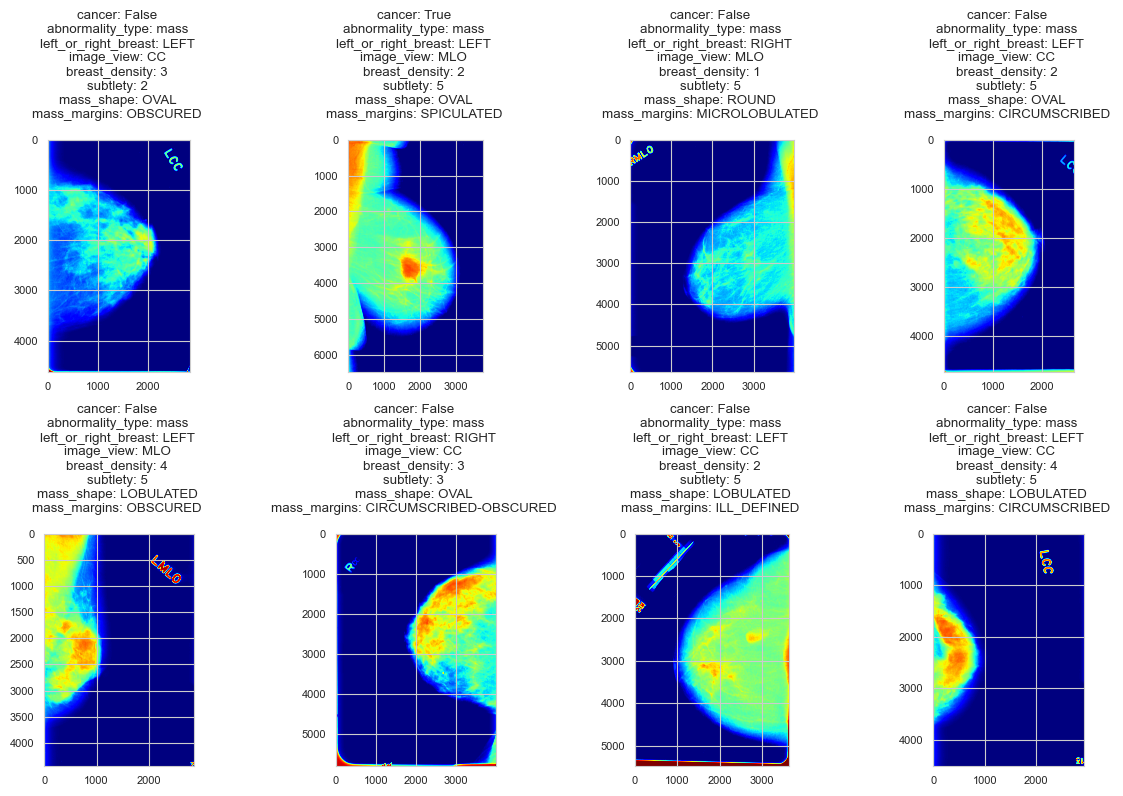 cancer: False
abnormality_type: mass
left_or_right_breast: LEFT
image_view: CC
breast_density: 3
subtlety: 2
mass_shape: OVAL
mass_margins: OBSCURED
0
1000
2000
3000
4000
LCC
0 1000 2000
cancer: True
abnormality_type: mass
left_or_right_breast: LEFT
image_view: MLO
breast_density: 2
subtlety: 5
mass_shape: OVAL
mass_margins: SPICULATED
0
1000
2000
3000
4000
5000
6000
0 1000 2000 3000
cancer: False
abnormality_type: mass
left_or_right_breast: RIGHT
image_view: MLO
breast_density: 1
subtlety: 5
mass_shape: ROUND
mass_margins: MICROLOBULATED
0
1000
2000
3000
4000
5000
RMLO
0 1000 2000 3000
cancer: False
abnormality_type: mass
left_or_right_breast: LEFT
image_view: CC
breast_density: 2
subtlety: 5
mass_shape: OVAL
mass_margins: CIRCUMSCRIBED
0
1000
2000
3000
4000
0 1000 2000
cancer: False
abnormality_type: mass
left_or_right_breast: LEFT
image_view: MLO
breast_density: 4
subtlety: 5
mass_shape: LOBULATED
mass_margins: OBSCURED
0
500
1000
1500
2000
2500
3000
3500
4000
LMLO
0 1000 2000
cancer: False
abnormality_type: mass
left_or_right_breast: RIGHT
image_view: CC
breast_density: 3
subtlety: 3
mass_shape: OVAL
mass_margins: CIRCUMSCRIBED-OBSCURED
0
1000
2000
3000
4000
5000
0 1000 2000 3000
cancer: False
abnormality_type: mass
left_or_right_breast: LEFT
image_view: CC
breast_density: 2
subtlety: 5
mass_shape: LOBULATED
mass_margins: ILL_DEFINED
0
1000
2000
3000
4000
5000
0 1000 2000 3000
cancer: False
abnormality_type: mass
left_or_right_breast: LEFT
image_view: CC
breast_density: 4
subtlety: 5
mass_shape: LOBULATED
mass_margins: CIRCUMSCRIBED
0
1000
2000
3000
4000
LCC
0 1000 2000